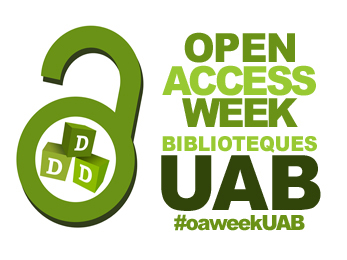 D
D D
OPEN
ACCESS
WEEK
BIBLIOTEQUES
UAB
#oaweekUAB